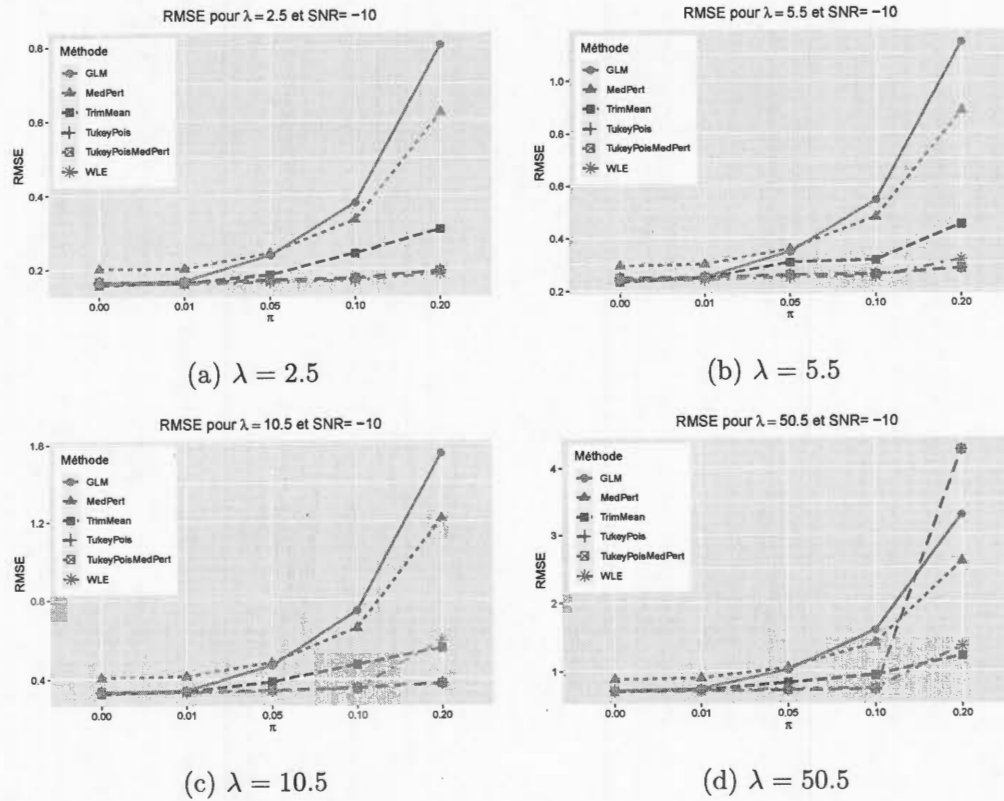 RMSE pour λ = 2.5 et SNR= −10
Méthode
GLM
MedPert
TrimMean
TukeyPois
TukeyPoisMedPert
WLE
RMSE
0.8
0.6
0.4
0.2
0.00 0.01 0.05 0.10 0.20
π
(a) λ = 2.5
RMSE pour λ = 5.5 et SNR= −10
Méthode
GLM
MedPert
TrimMean
TukeyPois
TukeyPoisMedPert
WLE
RMSE
1.0
0.8
0.6
0.4
0.2
0.00 0.01 0.05 0.10 0.20
π
(b) λ = 5.5
RMSE pour λ = 10.5 et SNR= −10
Méthode
GLM
MedPert
TrimMean
TukeyPois
TukeyPoisMedPert
WLE
RMSE
1.6
1.2
0.8
0.4
0.00 0.01 0.05 0.10 0.20
π
(c) λ = 10.5
RMSE pour λ = 50.5 et SNR= −10
Méthode
GLM
MedPert
TrimMean
TukeyPois
TukeyPoisMedPert
WLE
RMSE
4
3
2
1
0.00 0.01 0.05 0.10 0.20
π
(d) λ = 50.5